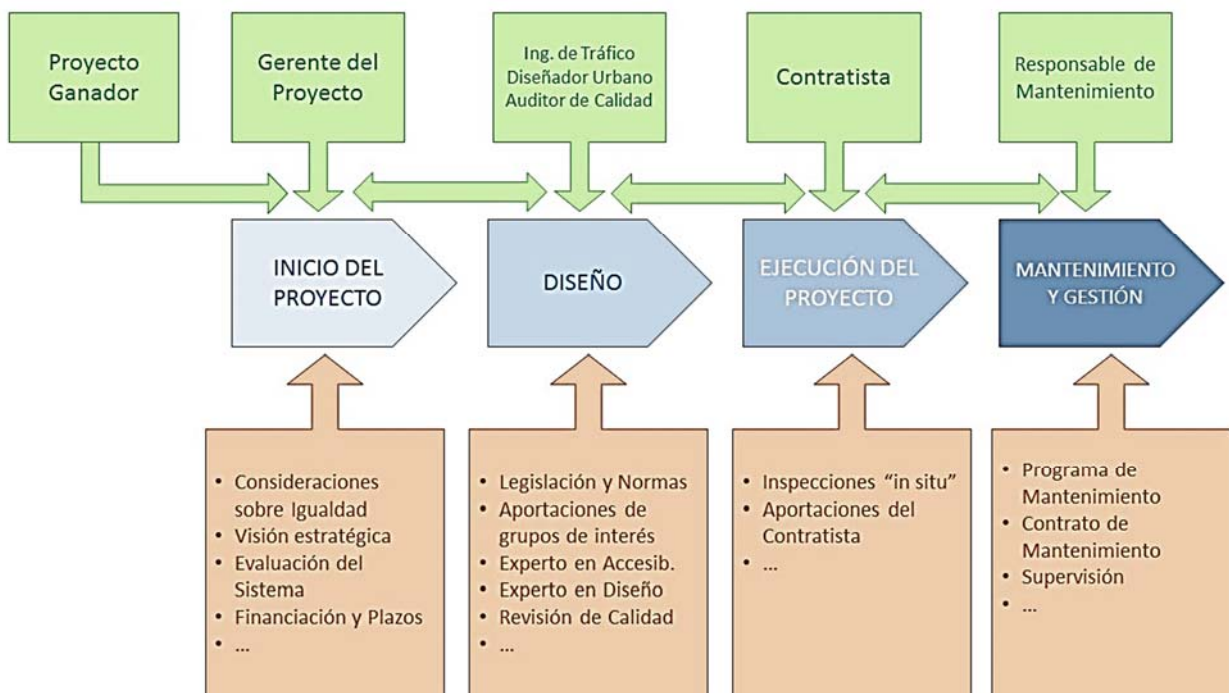 Proyecto
Ganador
Gerente del
Proyecto
Ing. de Tráfico
Diseñador Urbano
Auditor de Calidad
Contratista
Responsable de
Mantenimiento
INICIO DEL
PROYECTO
DISEÑO
EJECUCIÓN DEL
PROYECTO
MANTENIMIENTO
Y GESTIÓN
• Consideraciones
sobre Igualdad
• Visión estratégica
• Evaluación del
Sistema
• Financiación y Plazos
• ...
• Legislación y Normas
• Aportaciones de
grupos de interés
• Experto en Accesib.
• Experto en Diseño
• Revisión de Calidad
• ...
• Inspecciones “in situ”
• Aportaciones del
Contratista
• ...
• Programa de
Mantenimiento
• Contrato de
Mantenimiento
• Supervisión
• ...